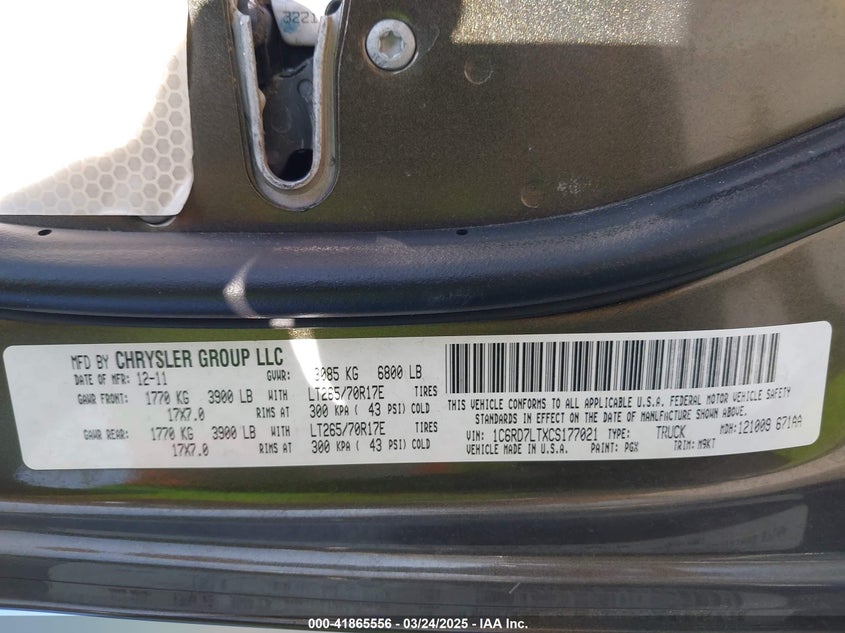 3221
MFD BY CHRYSLER GROUP LLC
DATE OF MFR: 12-11 GVWR: 3085 KG 6800 LB
GAWR FRONT: 1770 KG 3900 LB WITH LT265/70R17E TIRES
17X7.0 RIMS AT 300 KPA ( 43 PSI) COLD
GAWR REAR: 1770 KG 3900 LB WITH LT265/70R17E TIRES
17X7.0 RIMS AT 300 KPA ( 43 PSI) COLD
THIS VEHICLE CONFORMS TO ALL APPLICABLE U.S.A. FEDERAL MOTOR VEHICLE SAFETY
STANDARDS IN EFFECT ON THE DATE OF MANUFACTURE SHOWN ABOVE.
VIN: 1C6RD7LTXCS177021 TYPE: TRUCK MDH: 121009 671AA
VEHICLE MADE IN U.S.A. PAINT: PGX TRIM: M9KT
000-41865556 - 03/24/2025 - IAA Inc.